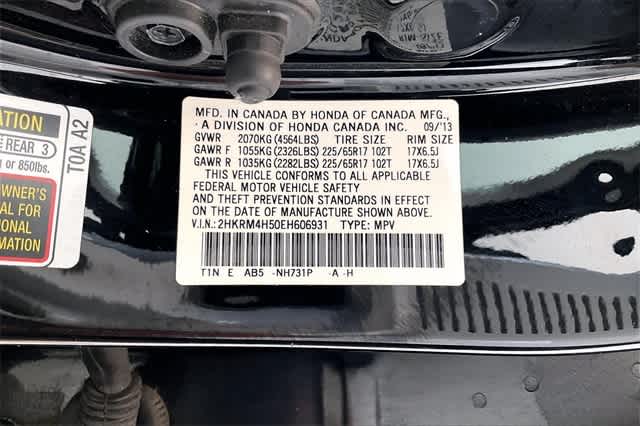 MFD. IN CANADA BY HONDA OF CANADA MFG.,
A DIVISION OF HONDA CANADA INC. 09/'13
GVWR 2070KG (4564LBS) TIRE SIZE RIM SIZE
GAWR F 1055KG (2326LBS) 225/65R17 102T 17X6.5J
GAWR R 1035KG (2282LBS) 225/65R17 102T 17X6.5J
THIS VEHICLE CONFORMS TO ALL APPLICABLE
FEDERAL MOTOR VEHICLE SAFETY
AND THEFT PREVENTION STANDARDS IN EFFECT
ON THE DATE OF MANUFACTURE SHOWN ABOVE.
V.I.N.: 2HKRM4H50EH606931 TYPE: MPV
T1N E AB5 -NH731P -A -H
REAR 3
or 850lbs.
OWNER'S
AL FOR
ORMATION
T0A A2